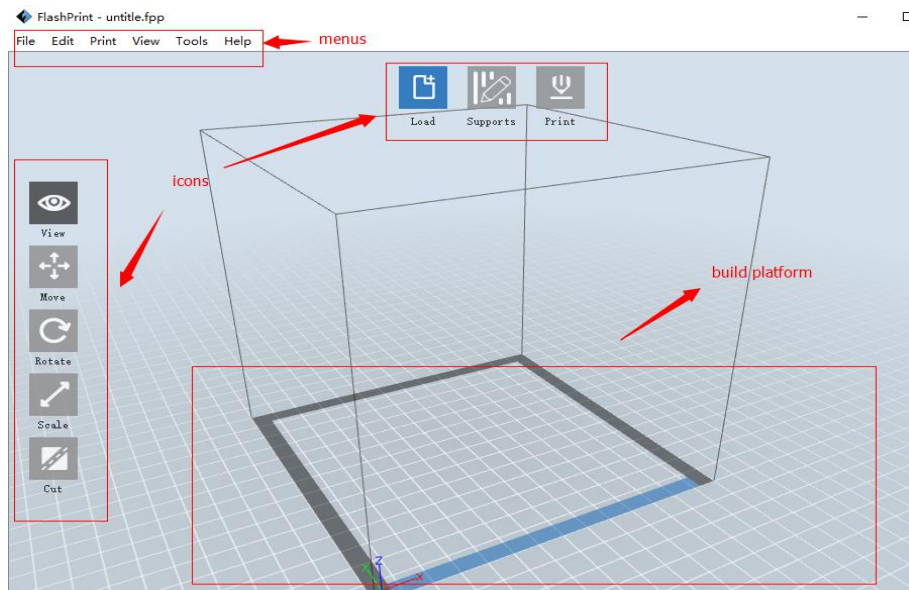 FlashPrint - untitle.fpp
File Edit Print View Tools Help
menus
Load Supports Print
icons
View
Move
build platform
Rotate
Scale
Cut
Z
Y
X